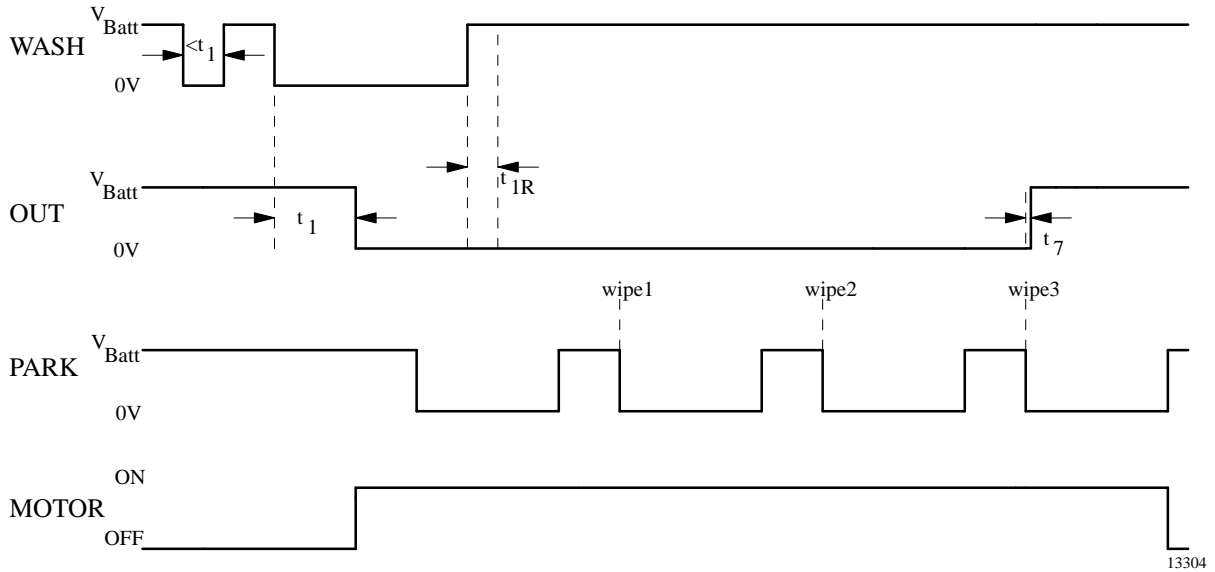 V Batt
WASH
<t 1
0V
t 1R
V Batt
OUT
t 1
0V
t 7
wipe1 wipe2 wipe3
V Batt
PARK
0V
ON
MOTOR
OFF
13304